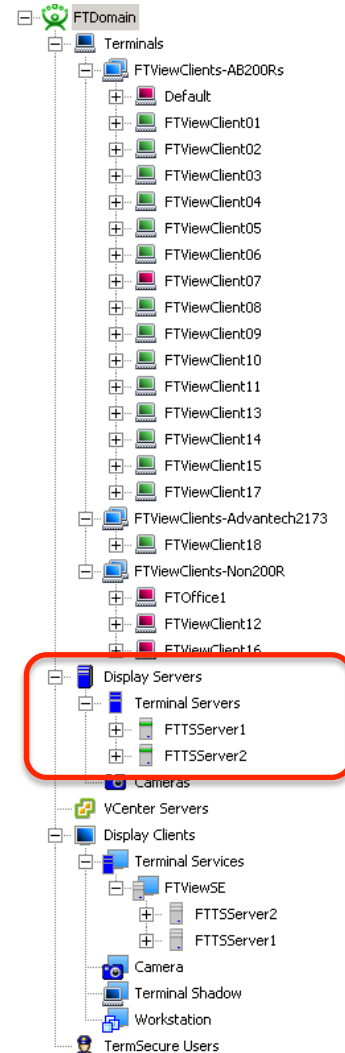 FTDomain
Terminals
FTViewClients-AB200Rs
Default
FTViewClient01
FTViewClient02
FTViewClient03
FTViewClient04
FTViewClient05
FTViewClient06
FTViewClient07
FTViewClient08
FTViewClient09
FTViewClient10
FTViewClient11
FTViewClient13
FTViewClient14
FTViewClient15
FTViewClient17
FTViewClients-Advantech2173
FTViewClient18
FTViewClients-Non200R
FTOffice1
FTViewClient12
FTViewClient16
Display Servers
Terminal Servers
FTTSServer1
FTTSServer2
Cameras
VCenter Servers
Display Clients
Terminal Services
FTViewSE
FTTSServer2
FTTSServer1
Camera
Terminal Shadow
Workstation
TermSecure Users